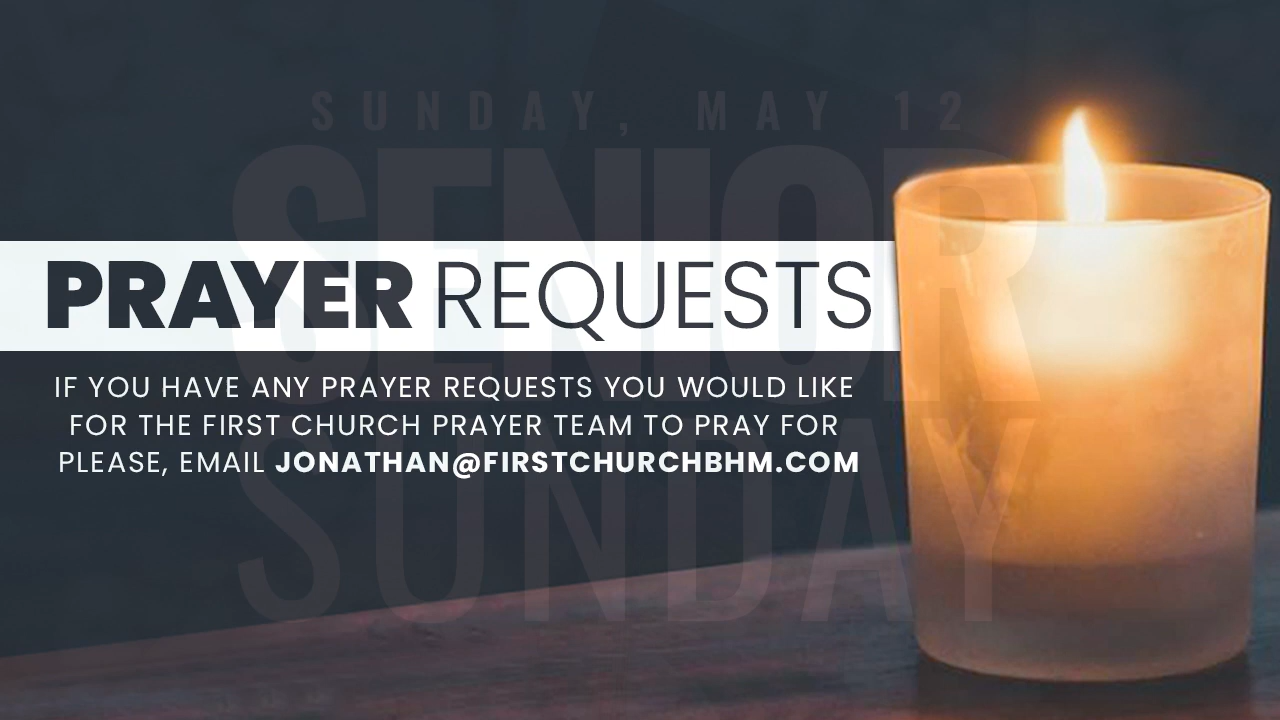 SUNDAY, MAY 12
SENIOR
SUNDAY
PRAYER REQUESTS
IF YOU HAVE ANY PRAYER REQUESTS YOU WOULD LIKE
FOR THE FIRST CHURCH PRAYER TEAM TO PRAY FOR
PLEASE, EMAIL JONATHAN@FIRSTCHURCHBHM.COM